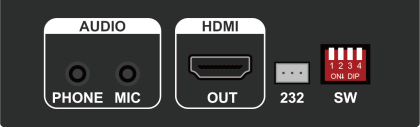 AUDIO
HDMI
1 2 3 4
ON↓ DIP
PHONE MIC
OUT
232
SW